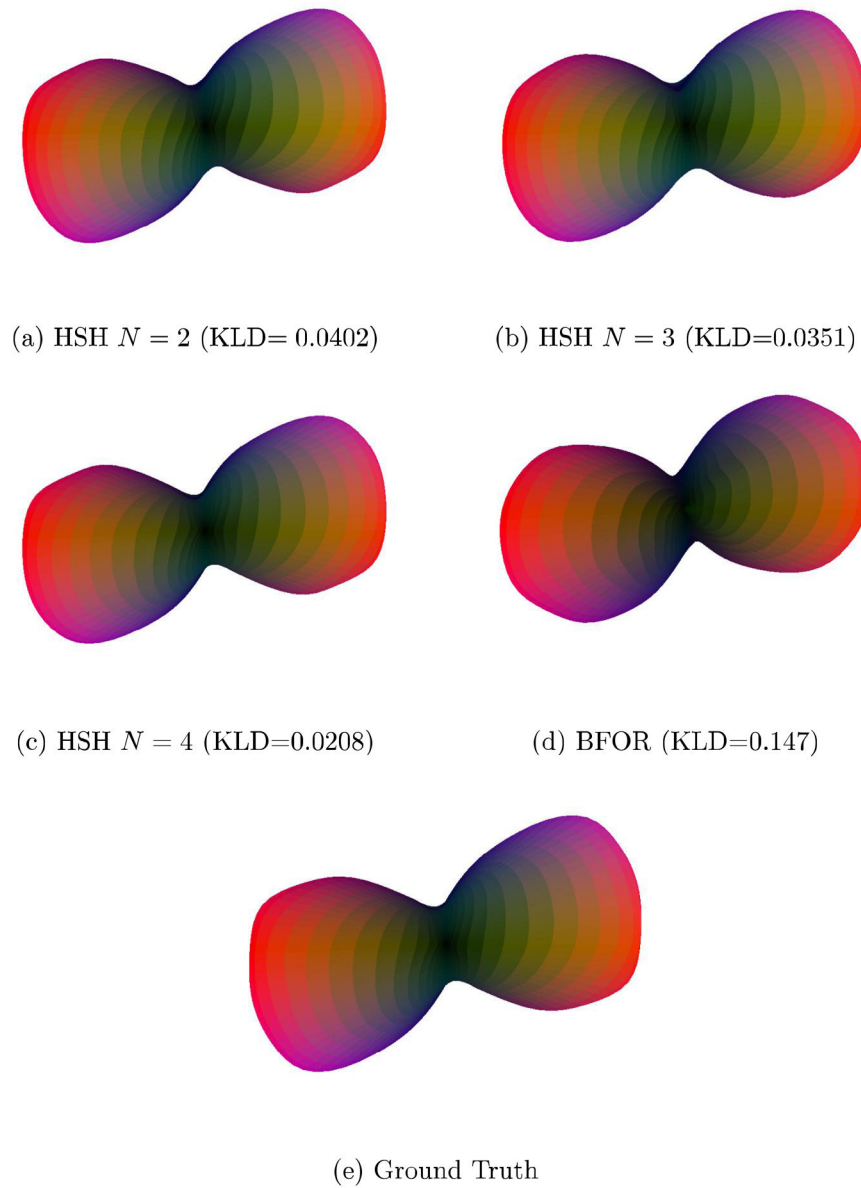 (a) HSH N = 2 (KLD= 0.0402)
(b) HSH N = 3 (KLD=0.0351)
(c) HSH N = 4 (KLD=0.0208)
(d) BFOR (KLD=0.147)
(e) Ground Truth